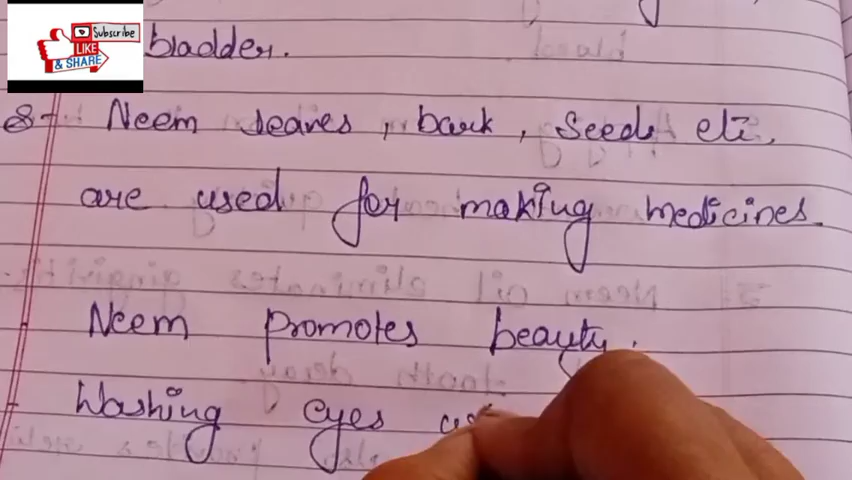 Subscribe
LIKE
& SHARE
bladder.
8- Neem leaves, bark, Seeds etc.
are used for making medicines.
Neem promotes beauty.
Washing eyes